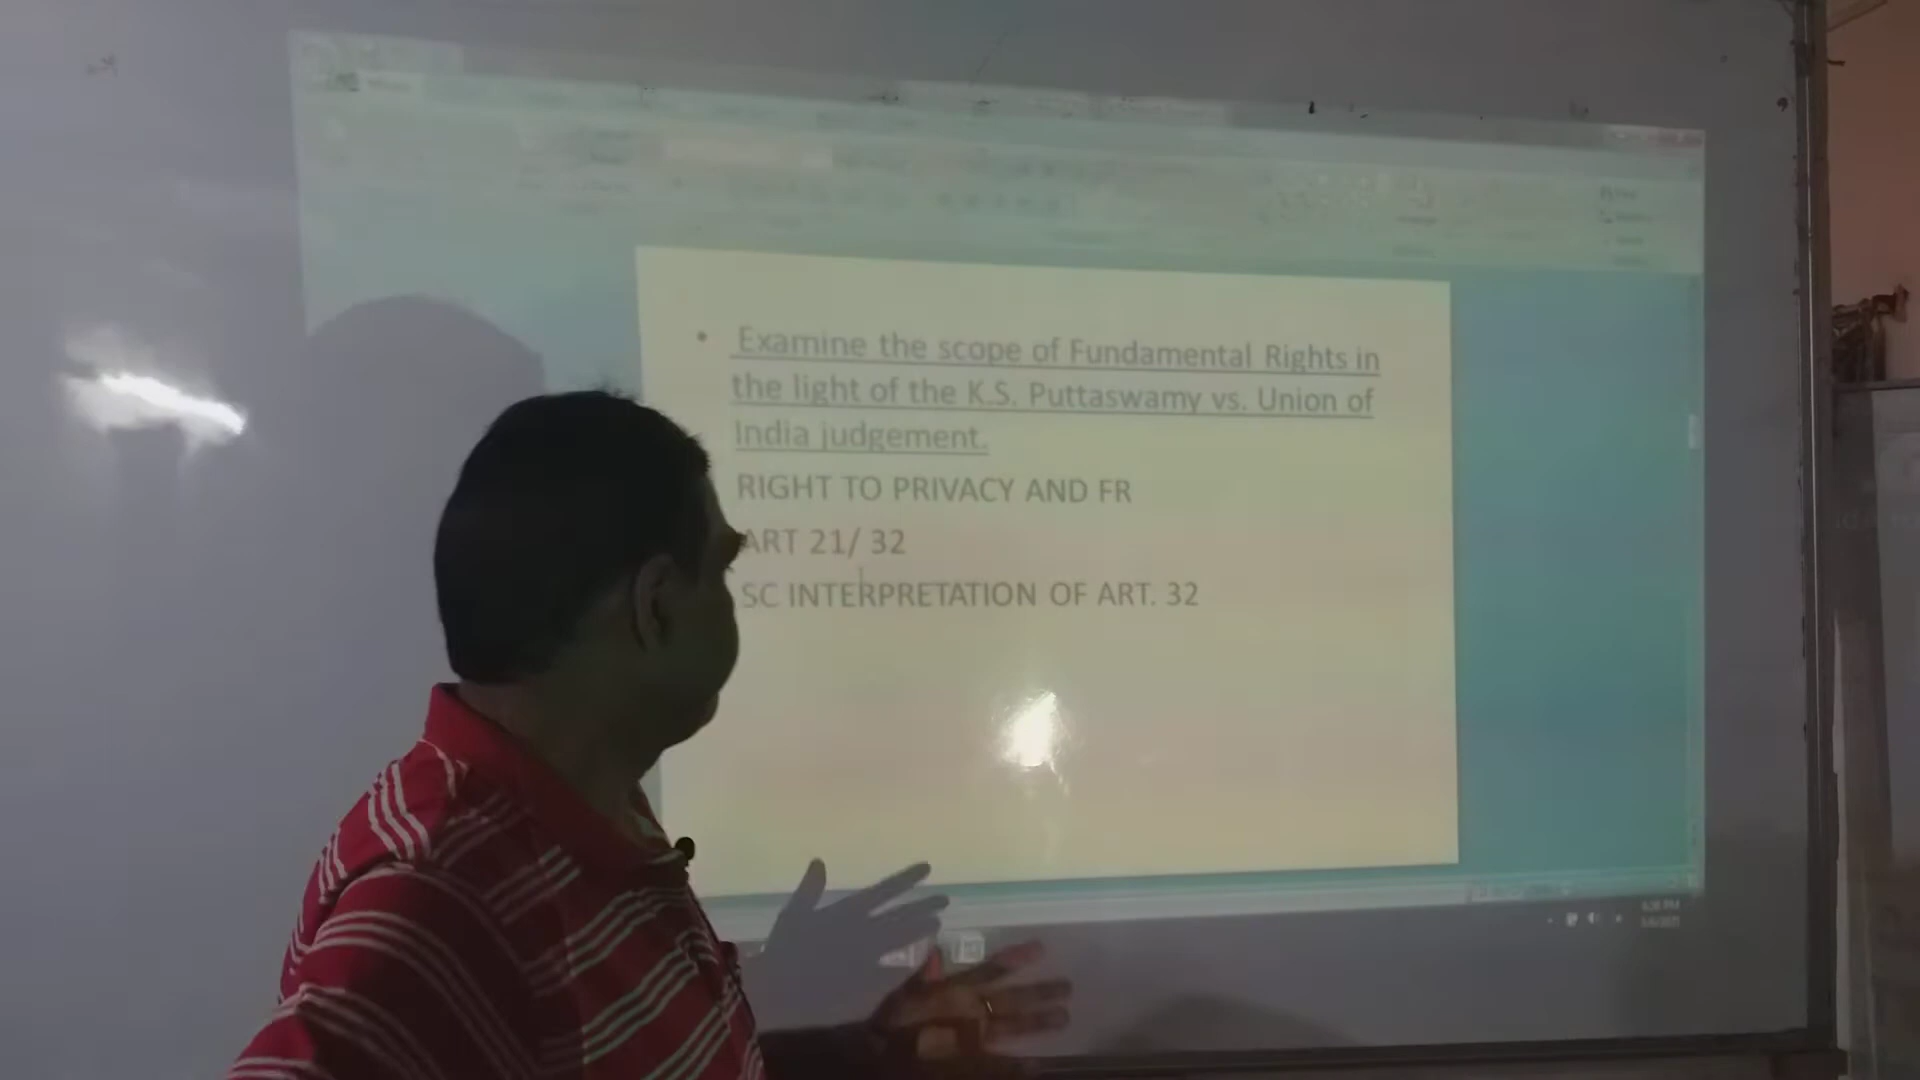 • Examine the scope of Fundamental Rights in
the light of the K.S. Puttaswamy vs. Union of
India judgement.
RIGHT TO PRIVACY AND FR
ART 21/ 32
SC INTERPRETATION OF ART. 32